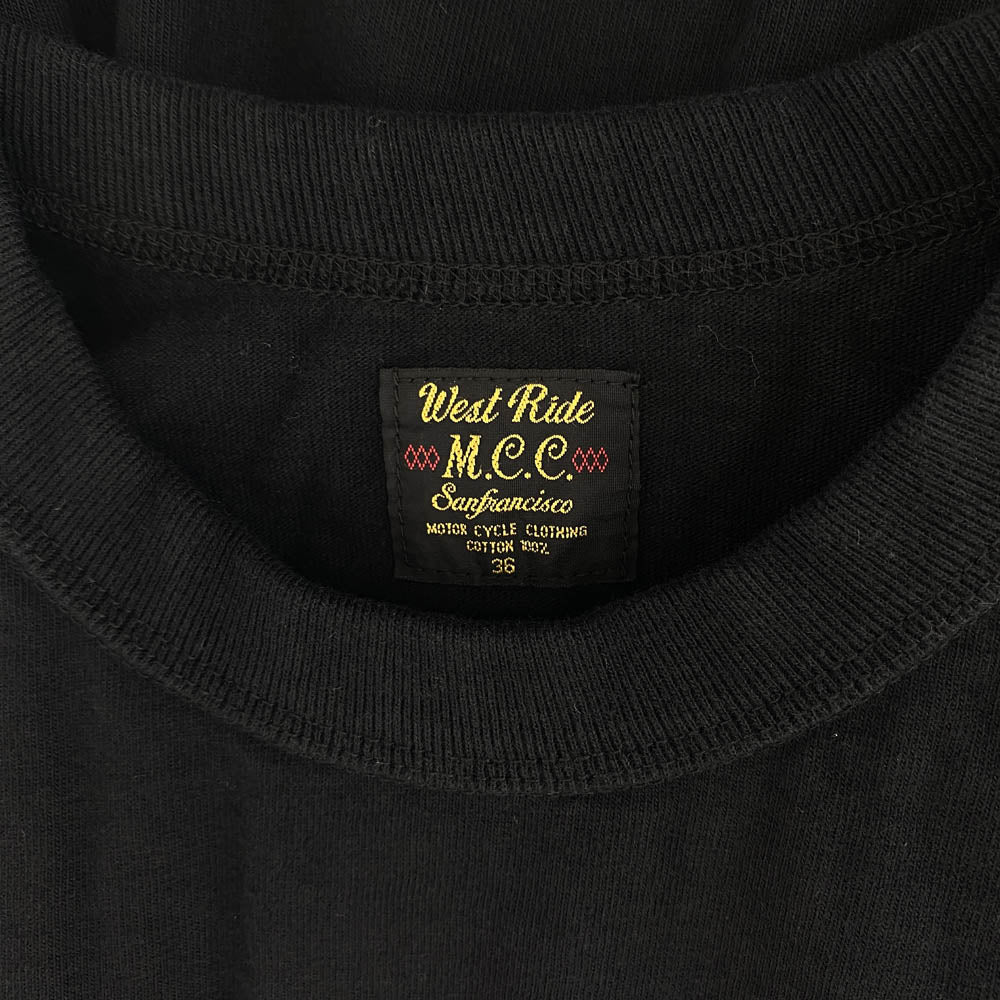 West Ride
M.C.C.
Sanfrancisco
MOTOR CYCLE CLOTHING
COTTON 100%
36